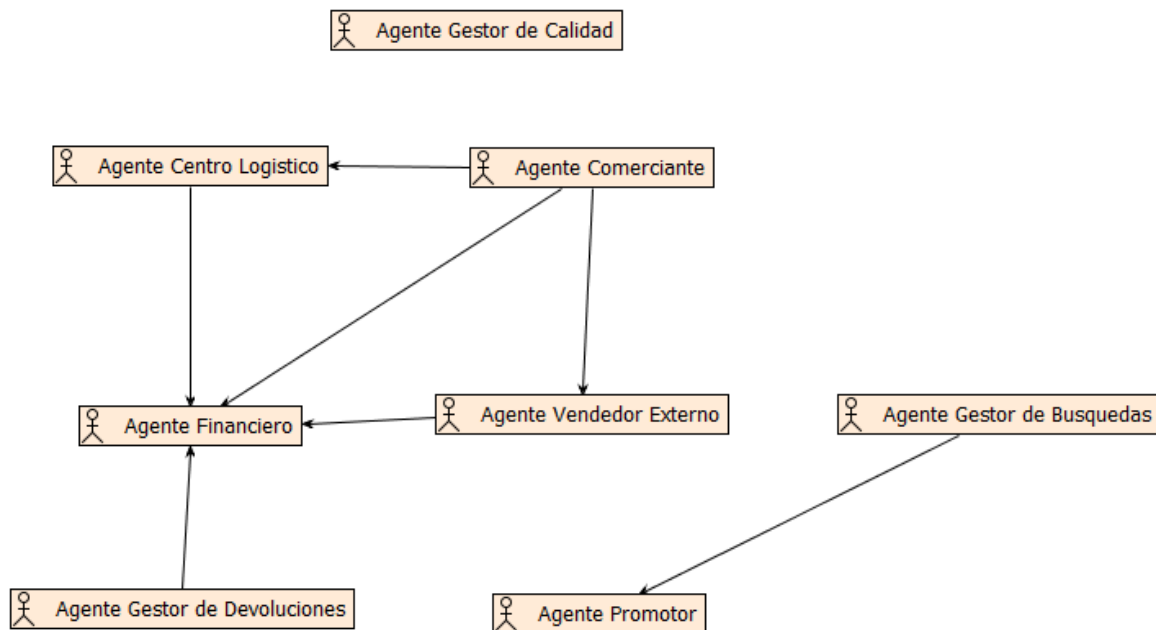 Agente Gestor de Calidad
Agente Centro Logistico
Agente Comerciante
Agente Financiero
Agente Vendedor Externo
Agente Gestor de Busquedas
Agente Gestor de Devoluciones
Agente Promotor